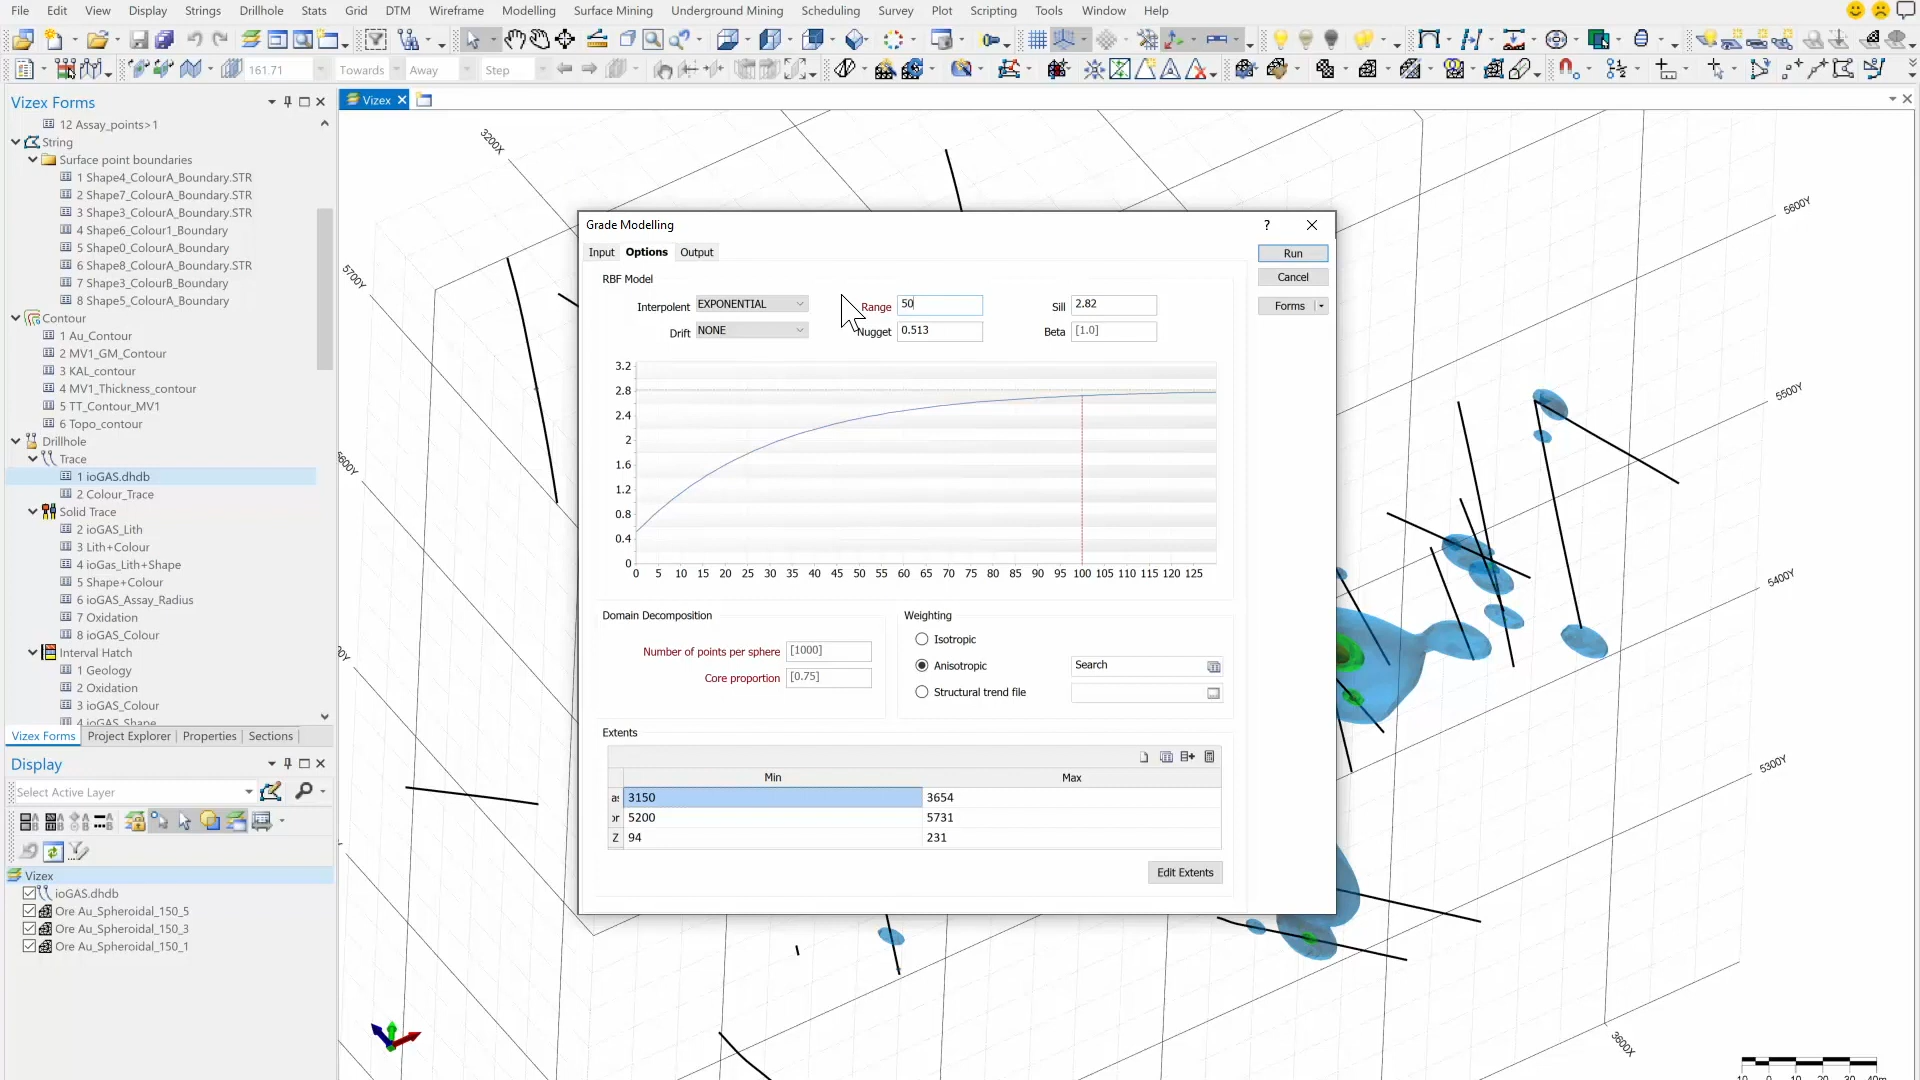 File Edit View Display Strings Drillhole Stats Grid DTM Wireframe Modelling Surface Mining Underground Mining Scheduling Survey Plot Scripting Tools Window Help
161.71 Towards Away Step
Vizex Forms
Vizex
12 Assay_points>1
String
Surface point boundaries
1 Shape4_ColourA_Boundary.STR
2 Shape7_ColourA_Boundary.STR
3 Shape3_ColourA_Boundary.STR
4 Shape6_Colour1_Boundary
5 Shape0_ColourA_Boundary
6 Shape8_ColourA_Boundary.STR
7 Shape3_ColourB_Boundary
8 Shape5_ColourA_Boundary
Contour
1 Au_Contour
2 MV1_GM_Contour
3 KAL_contour
4 MV1_Thickness_contour
5 TT_Contour_MV1
6 Topo_contour
Drillhole
Trace
1 ioGAS.dhdb
2 Colour_Trace
Solid Trace
2 ioGAS_Lith
3 Lith+Colour
4 ioGas_Lith+Shape
5 Shape+Colour
6 ioGAS_Assay_Radius
7 Oxidation
8 ioGAS_Colour
Interval Hatch
1 Geology
2 Oxidation
3 ioGAS_Colour
4 ioGAS_Shape
Vizex Forms Project Explorer Properties Sections
Display
Select Active Layer
Vizex
ioGAS.dhdb
Ore Au_Spheroidal_150_5
Ore Au_Spheroidal_150_3
Ore Au_Spheroidal_150_1
3200X
5700Y
5600Y
5600Y
5500Y
5400Y
5300Y
3600X
Grade Modelling
? 
Input Options Output
Run
Cancel
Forms
RBF Model
Interpolent EXPONENTIAL Range 50 Sill 2.82
Drift NONE Nugget 0.513 Beta [1.0]
3.2
2.8
2.4
2
1.6
1.2
0.8
0.4
0
0 5 10 15 20 25 30 35 40 45 50 55 60 65 70 75 80 85 90 95 100 105 110 115 120 125
Domain Decomposition
Number of points per sphere [1000]
Core proportion [0.75]
Weighting
Isotropic
Anisotropic Search
Structural trend file
Extents
Min Max
3150 3654
5200 5731
Z 94 231
Edit Extents